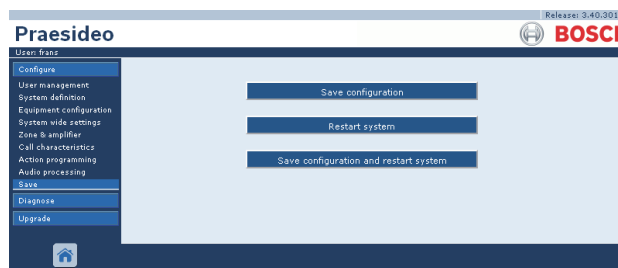 Release: 3.40.301
Praesideo
BOSCH
User: frans
Configure
User management
System definition
Equipment configuration
System wide settings
Zone & amplifier
Call characteristics
Action programming
Audio processing
Save
Diagnose
Upgrade
Save configuration
Restart system
Save configuration and restart system